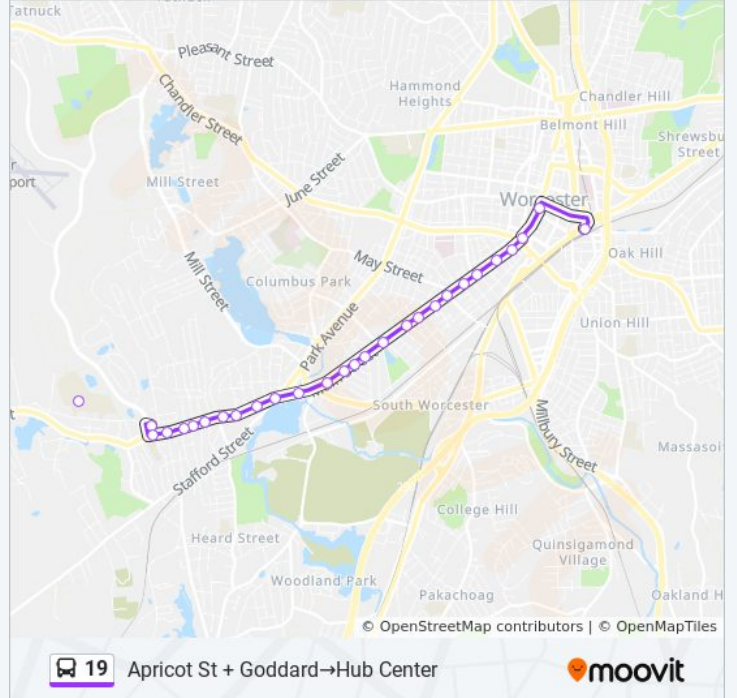 atnuck
Pleasant Street
Chandler Street
Hammond
Heights
Chandler Hill
Belmont Hill
Shrewsbu
Street
r
port
Mill Street
June Street
Worcester
May Street
Oak Hill
Mill Street
Columbus Park
Park Avenue
Union Hill
South Worcester
t
Millbury Street
Stafford Street
Massasoi
College Hill
Heard Street
Quinsigamond
Village
Woodland Park
Pakachoag
Oakland H
© OpenStreetMap contributors | © OpenMapTiles
19 Apricot St + Goddard→Hub Center
moovit